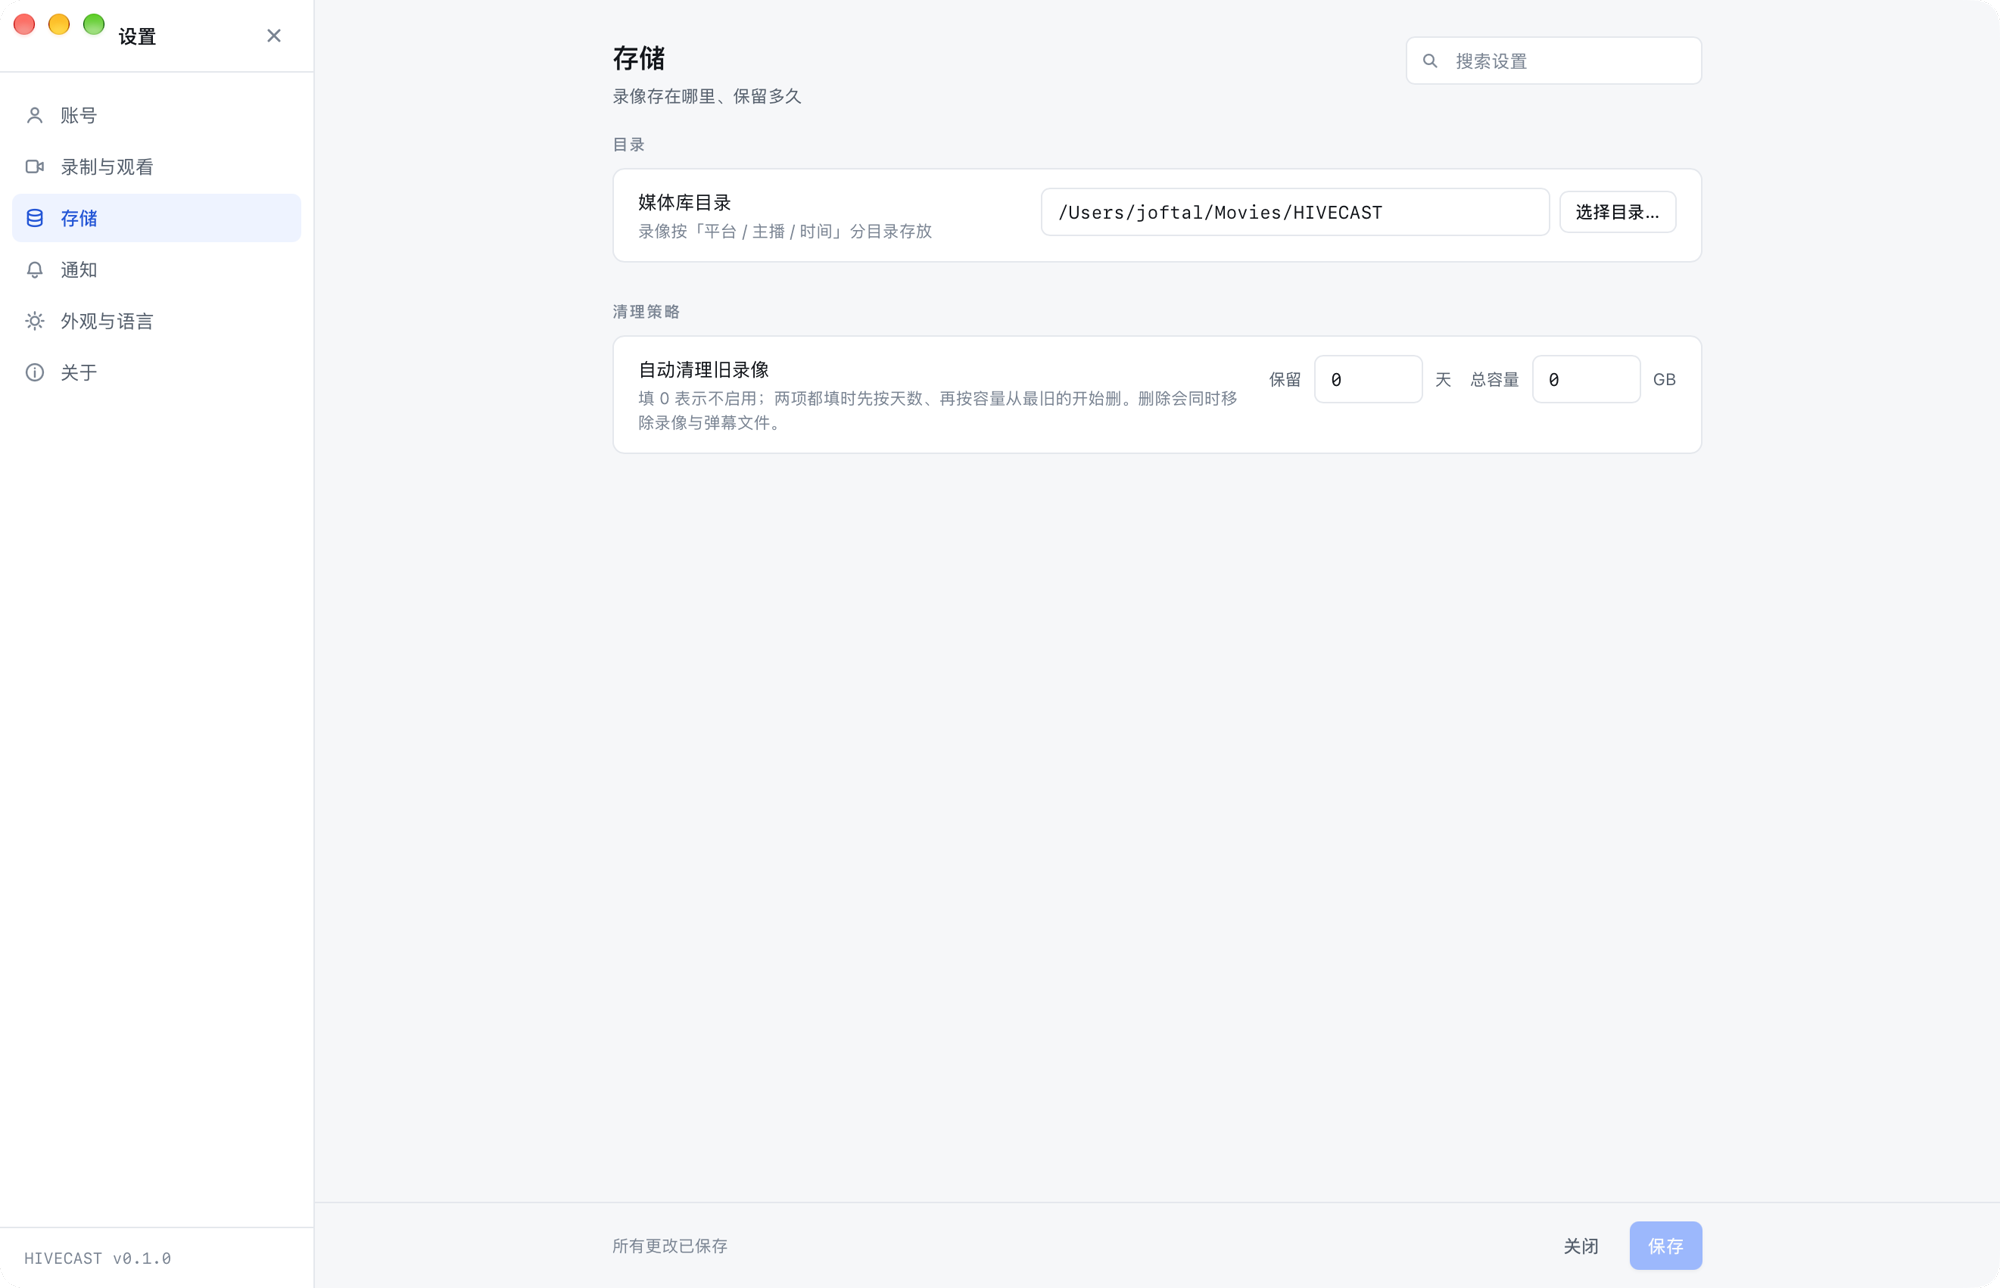 设置
账号
录制与观看
存储
通知
外观与语言
关于
HIVECAST v0.1.0
存储
录像存在哪里、保留多久
搜索设置
目录
媒体库目录
录像按「平台 / 主播 / 时间」分目录存放
/Users/joftal/Movies/HIVECAST
选择目录...
清理策略
自动清理旧录像
填 0 表示不启用；两项都填时先按天数、再按容量从最旧的开始删。删除会同时移
除录像与弹幕文件。
保留 0 天 总容量 0 GB
所有更改已保存
关闭
保存